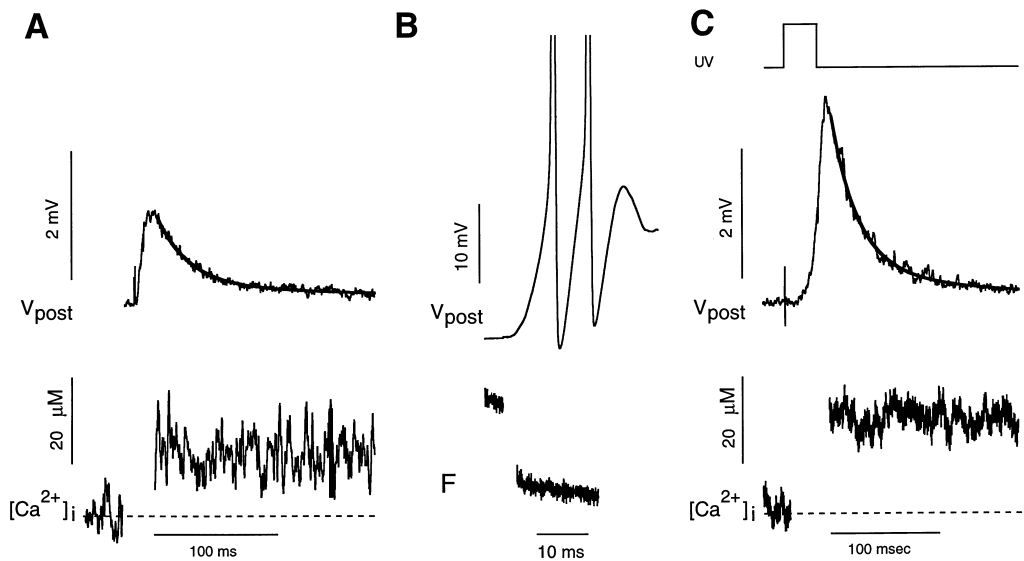 A
2 mV
Vpost
20 μM
[Ca2+]i
100 ms
B
10 mV
Vpost
F
10 ms
C
UV
2 mV
Vpost
20 μM
[Ca2+]i
100 msec